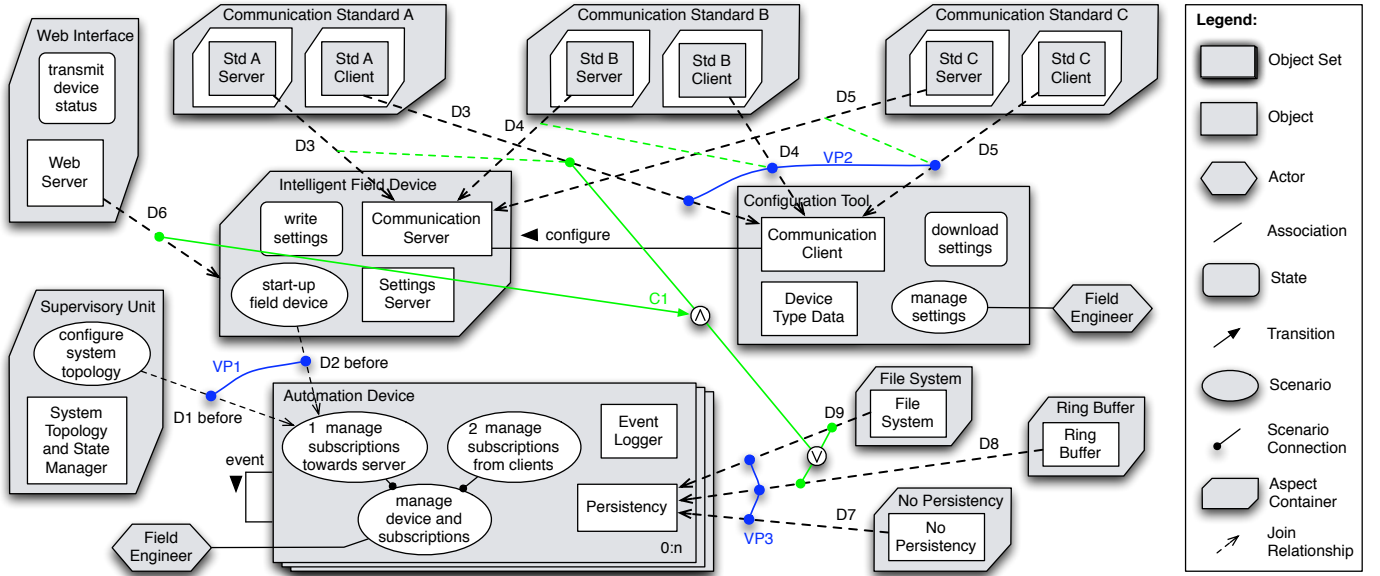 Communication Standard A
Communication Standard B
Communication Standard C
Legend:
Web Interface
transmit
device
status
Web
Server
Std A
Server
Std A
Client
Std B
Server
Std B
Client
Std C
Server
Std C
Client
Object Set
Object
Actor
Association
State
Transition
Scenario
Scenario
Connection
Aspect
Container
Join
Relationship
D3
D3
D4
D4
D5
D5
VP2
D6
Intelligent Field Device
write
settings
Communication
Server
start-up
field device
Settings
Server
configure
Configuration Tool
Communication
Client
download
settings
Device
Type Data
manage
settings
Field
Engineer
C1
Λ
Supervisory Unit
configure
system
topology
System
Topology
and State
Manager
VP1
D1 before
D2 before
Automation Device
1 manage
subscriptions
towards server
2 manage
subscriptions
from clients
Event
Logger
event
manage
device and
subscriptions
Persistency
0:n
Field
Engineer
V
VP3
D9
D8
D7
File System
File
System
Ring Buffer
Ring
Buffer
No Persistency
No
Persistency